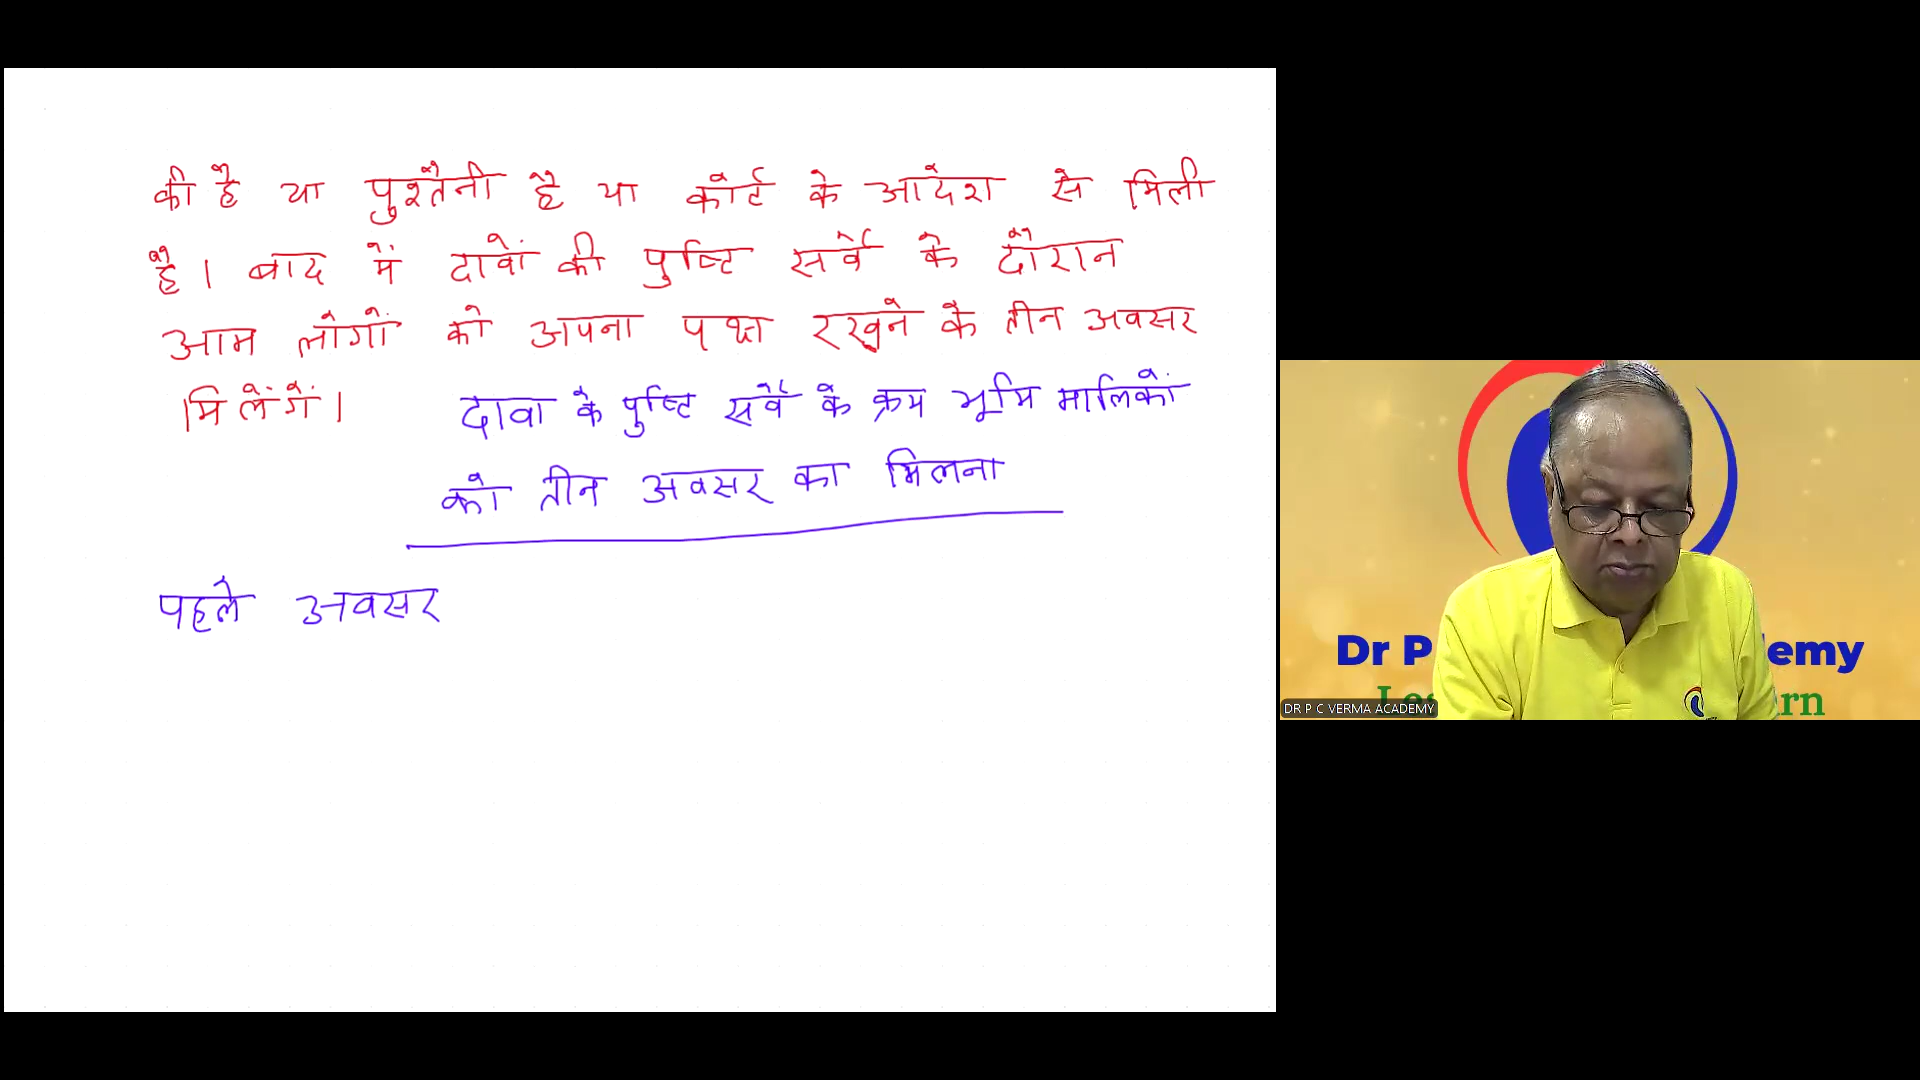 की है या पुश्तैनी है या कोर्ट के आदेश से मिली
है। बाद में दावों की पुष्टि सर्वे के दौरान
आम लोगों को अपना पक्ष रखने के तीन अवसर
मिलेंगें।
दावा के पुष्टि सर्वे के क्रम भूमि मालिकों
को तीन अवसर का मिलना
पहले अवसर
Dr P
emy
rn
DR P C VERMA ACADEMY